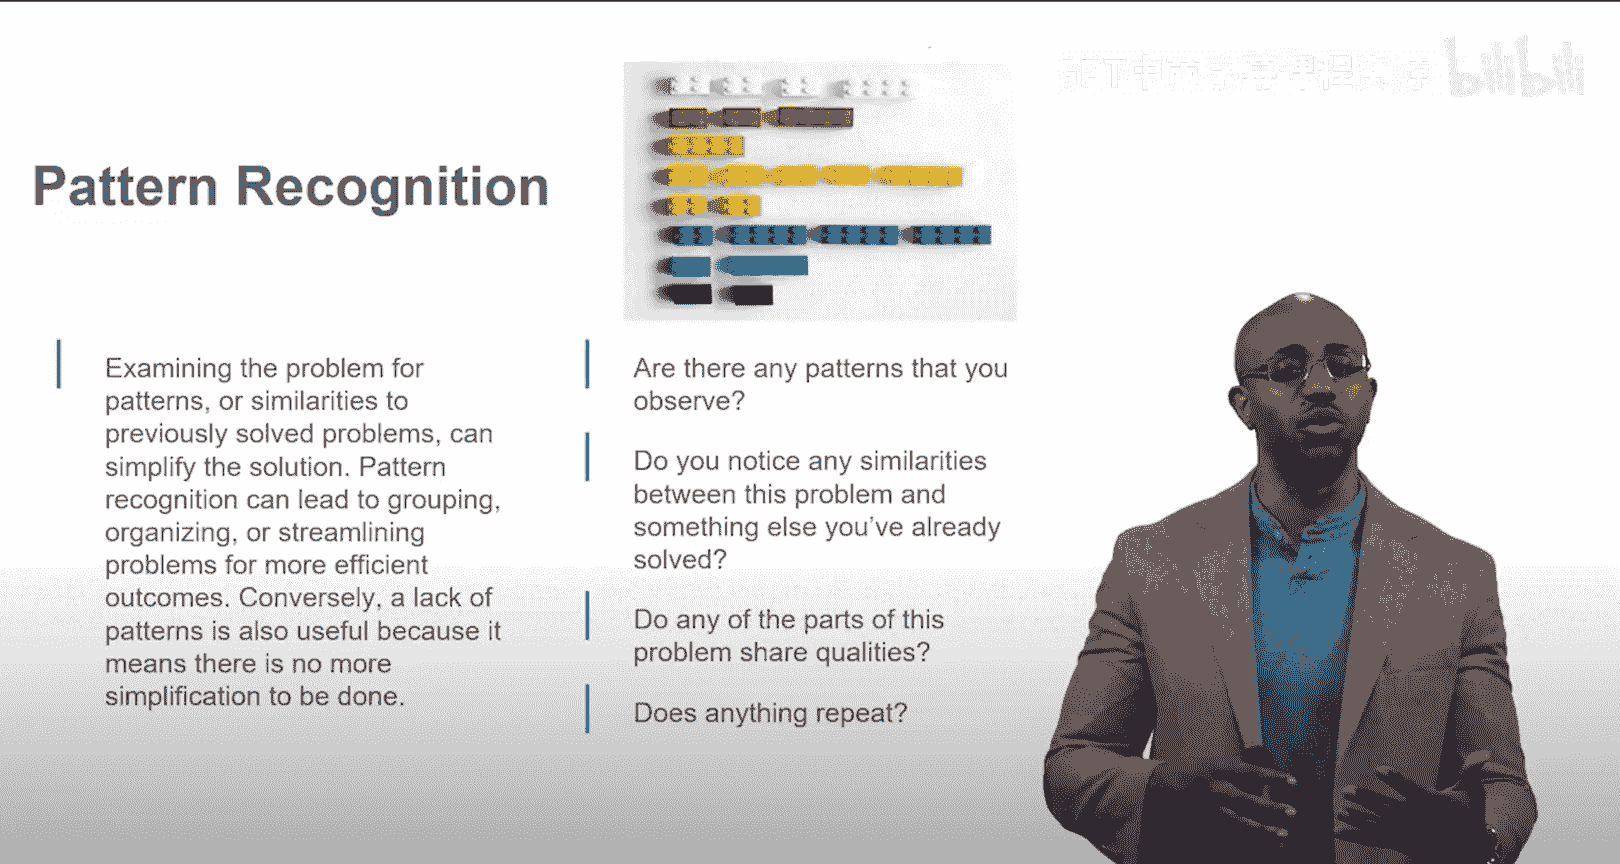 bilibili
Pattern Recognition
Examining the problem for
patterns, or similarities to
previously solved problems, can
simplify the solution. Pattern
recognition can lead to grouping,
organizing, or streamlining
problems for more efficient
outcomes. Conversely, a lack of
patterns is also useful because it
means there is no more
simplification to be done.
Are there any patterns that you
observe?
Do you notice any similarities
between this problem and
something else you’ve already
solved?
Do any of the parts of this
problem share qualities?
Does anything repeat?